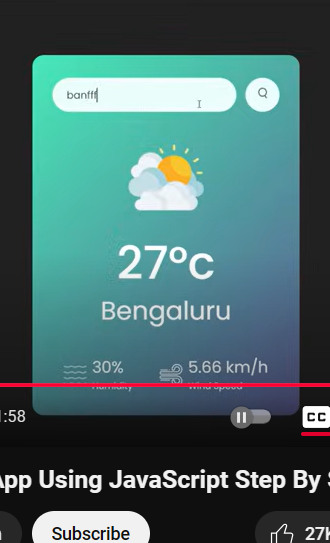 banfff
27°c
Bengaluru
30%
5.66 km/h
Humidity
Wind Speed
:58
CC
App Using JavaScript Step By S
Subscribe
27K